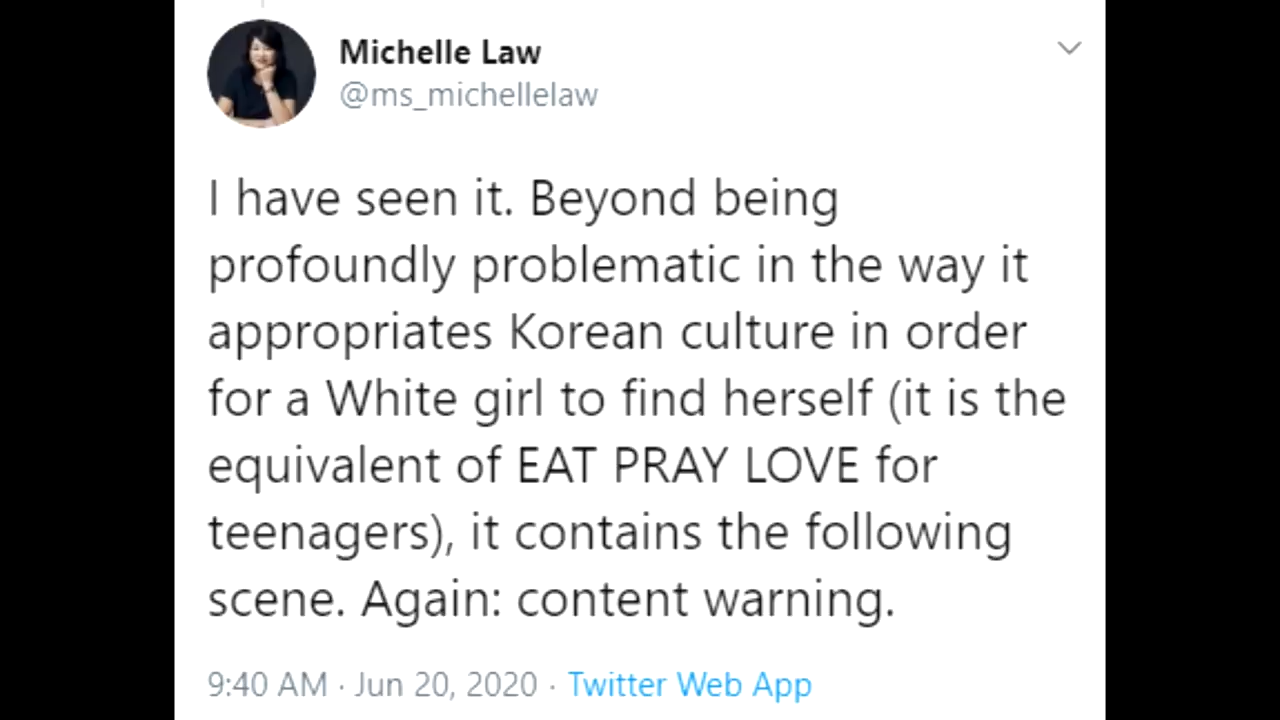 Michelle Law
@ms_michellelaw
I have seen it. Beyond being
profoundly problematic in the way it
appropriates Korean culture in order
for a White girl to find herself (it is the
equivalent of EAT PRAY LOVE for
teenagers), it contains the following
scene. Again: content warning.
9:40 AM · Jun 20, 2020 · Twitter Web App